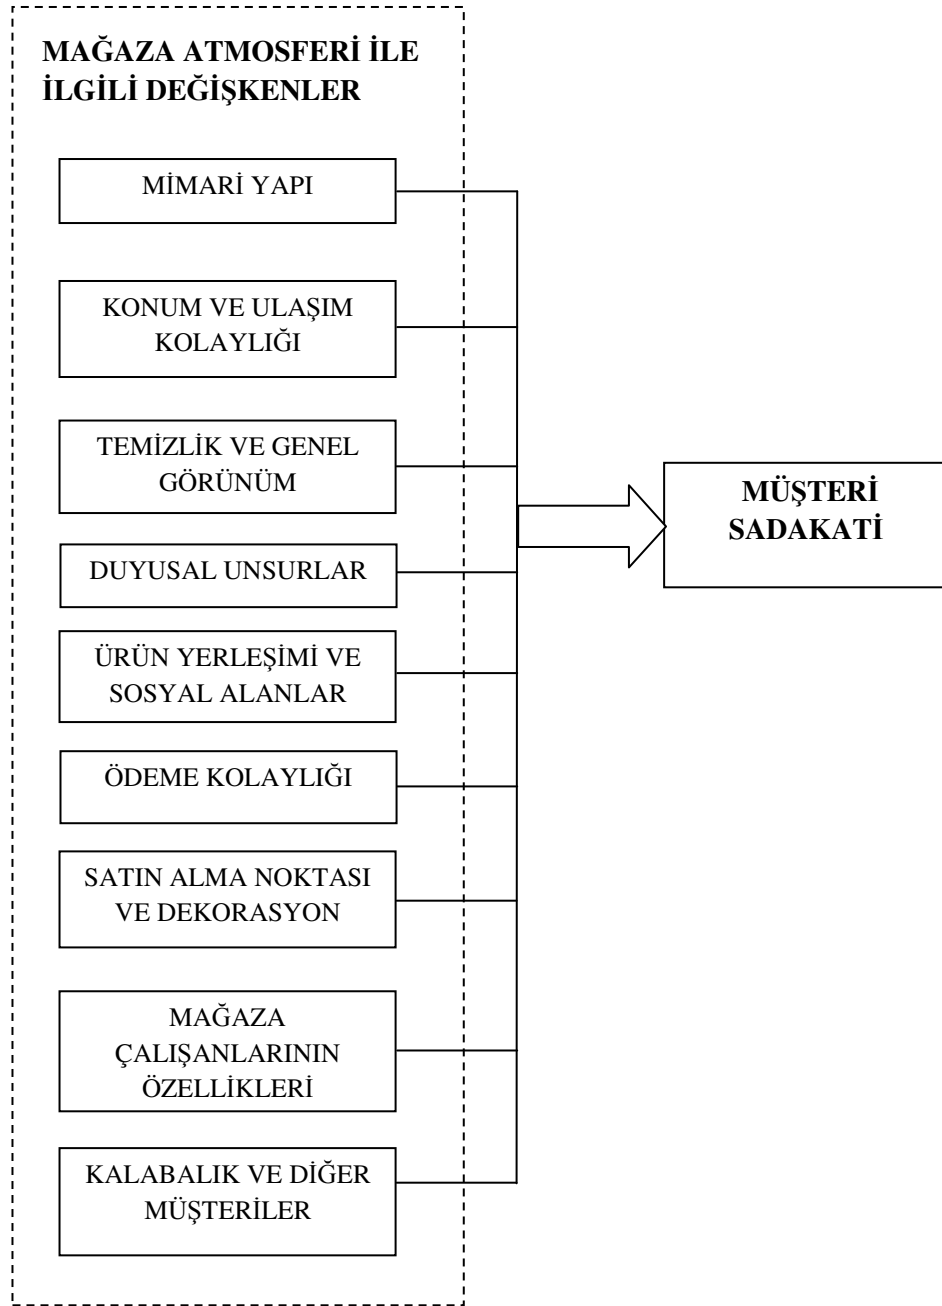 MAĞAZA ATMOSFERİ İLE
İLGİLİ DEĞİŞKENLER
MİMARİ YAPI
KONUM VE ULAŞIM
KOLAYLIĞI
TEMİZLİK VE GENEL
GÖRÜNÜM
DUYUSAL UNSURLAR
ÜRÜN YERLEŞİMİ VE
SOSYAL ALANLAR
ÖDEME KOLAYLIĞI
SATIN ALMA NOKTASI
VE DEKORASYON
MAĞAZA
ÇALIŞANLARININ
ÖZELLİKLERİ
KALABALIK VE DİĞER
MÜŞTERİLER
MÜŞTERİ
SADAKATİ